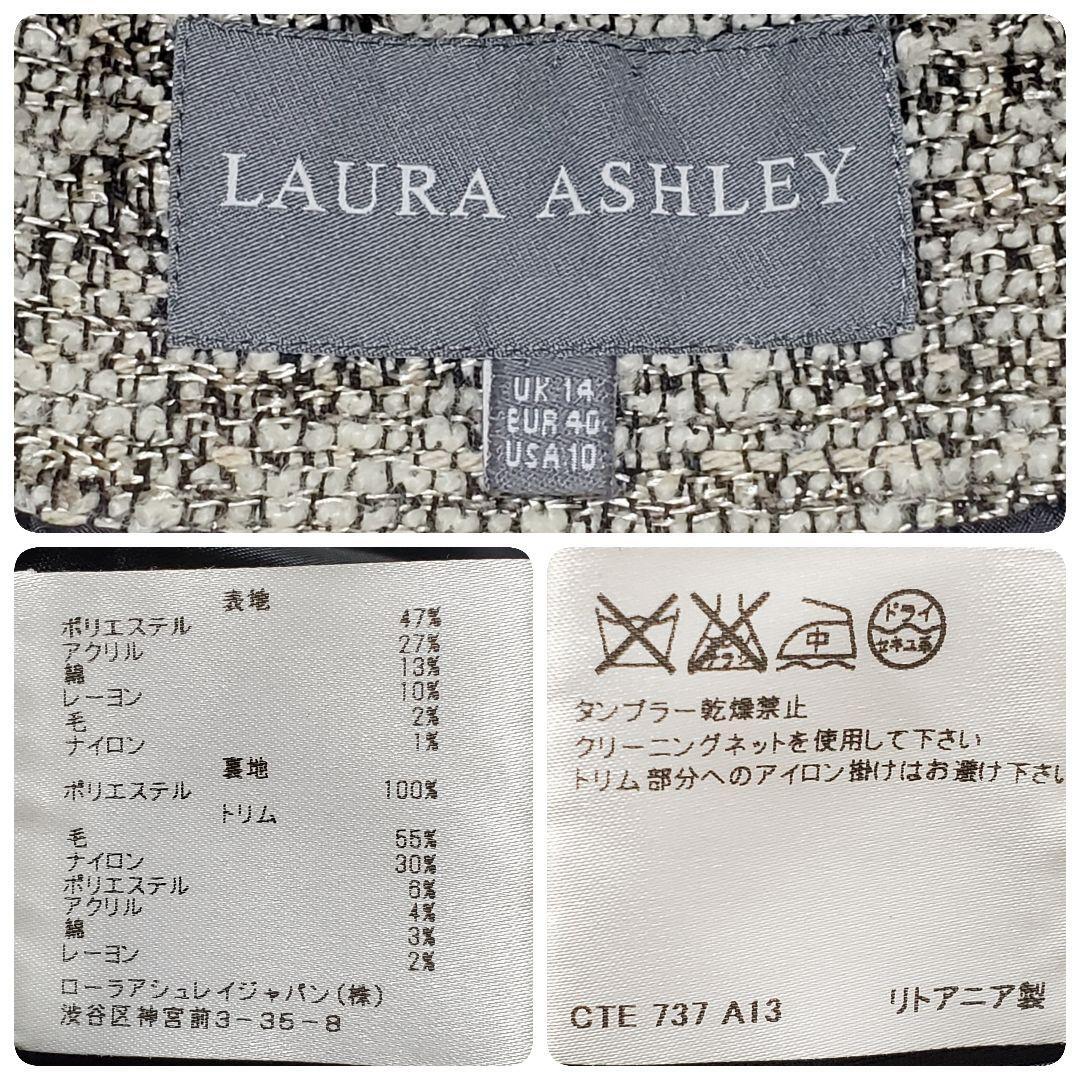 LAURA ASHLEY
UK 14
EUR 40
USA 10
表地
ポリエステル 47%
アクリル 27%
綿 13%
レーヨン 10%
毛 2%
ナイロン 1%
裏地
ポリエステル 100%
トリム
毛 55%
ナイロン 30%
ポリエステル 6%
アクリル 4%
綿 3%
レーヨン 2%
ローラアシュレイジャパン(株)
渋谷区神宮前3-35-8
エンソサラシ 中 ドライ
セキユ系
タンブラー乾燥禁止
クリーニングネットを使用して下さい
トリム部分へのアイロン掛けはお避け下さい
CTE 737 A13 リトアニア製